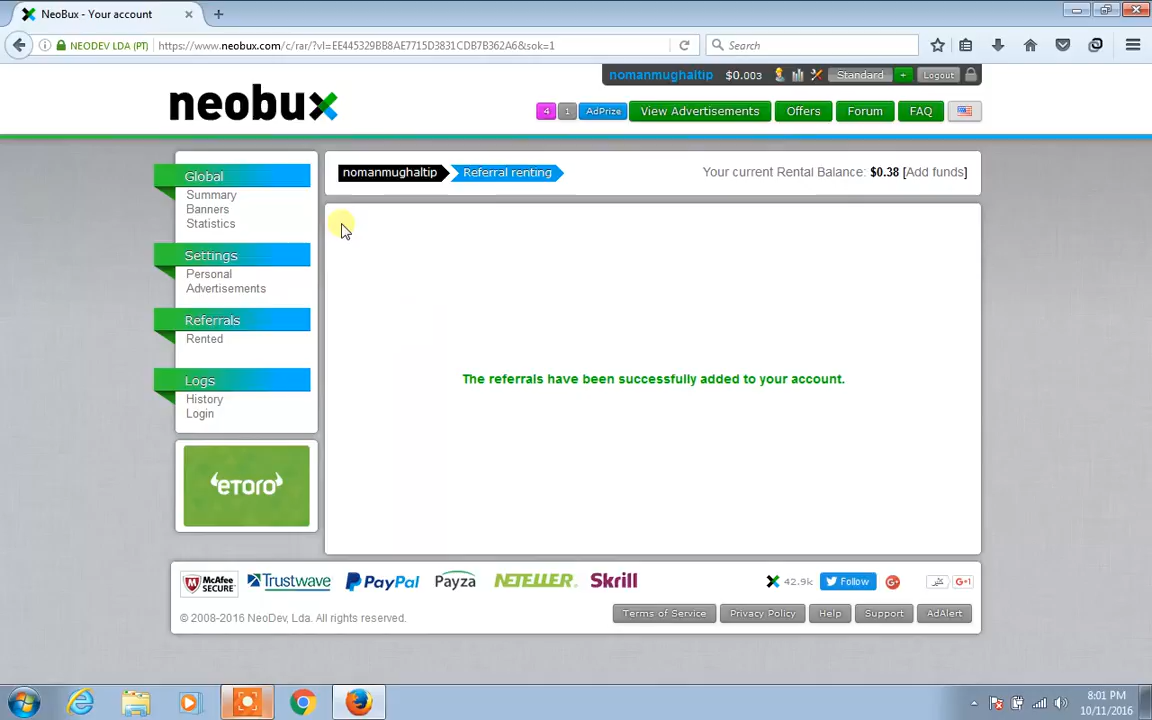 NeoBux - Your account
NEODEV LDA (PT)
https://www.neobux.com/c/rar/?vl=EE445329BB8AE7715D3831CDB7B362A6&sok=1
Search
nomanmughaltip
$0.003
Standard
+
Logout
neobux
4
1
AdPrize
View Advertisements
Offers
Forum
FAQ
Global
Summary
Banners
Statistics
Settings
Personal
Advertisements
Referrals
Rented
Logs
History
Login
eToro
nomanmughaltip
Referral renting
Your current Rental Balance: $0.38 [Add funds]
The referrals have been successfully added to your account.
McAfee SECURE
Trustwave
PayPal
Payza
NETELLER
Skrill
42.9k
Follow
G+1
© 2008-2016 NeoDev, Lda. All rights reserved.
Terms of Service
Privacy Policy
Help
Support
AdAlert
8:01 PM
10/11/2016